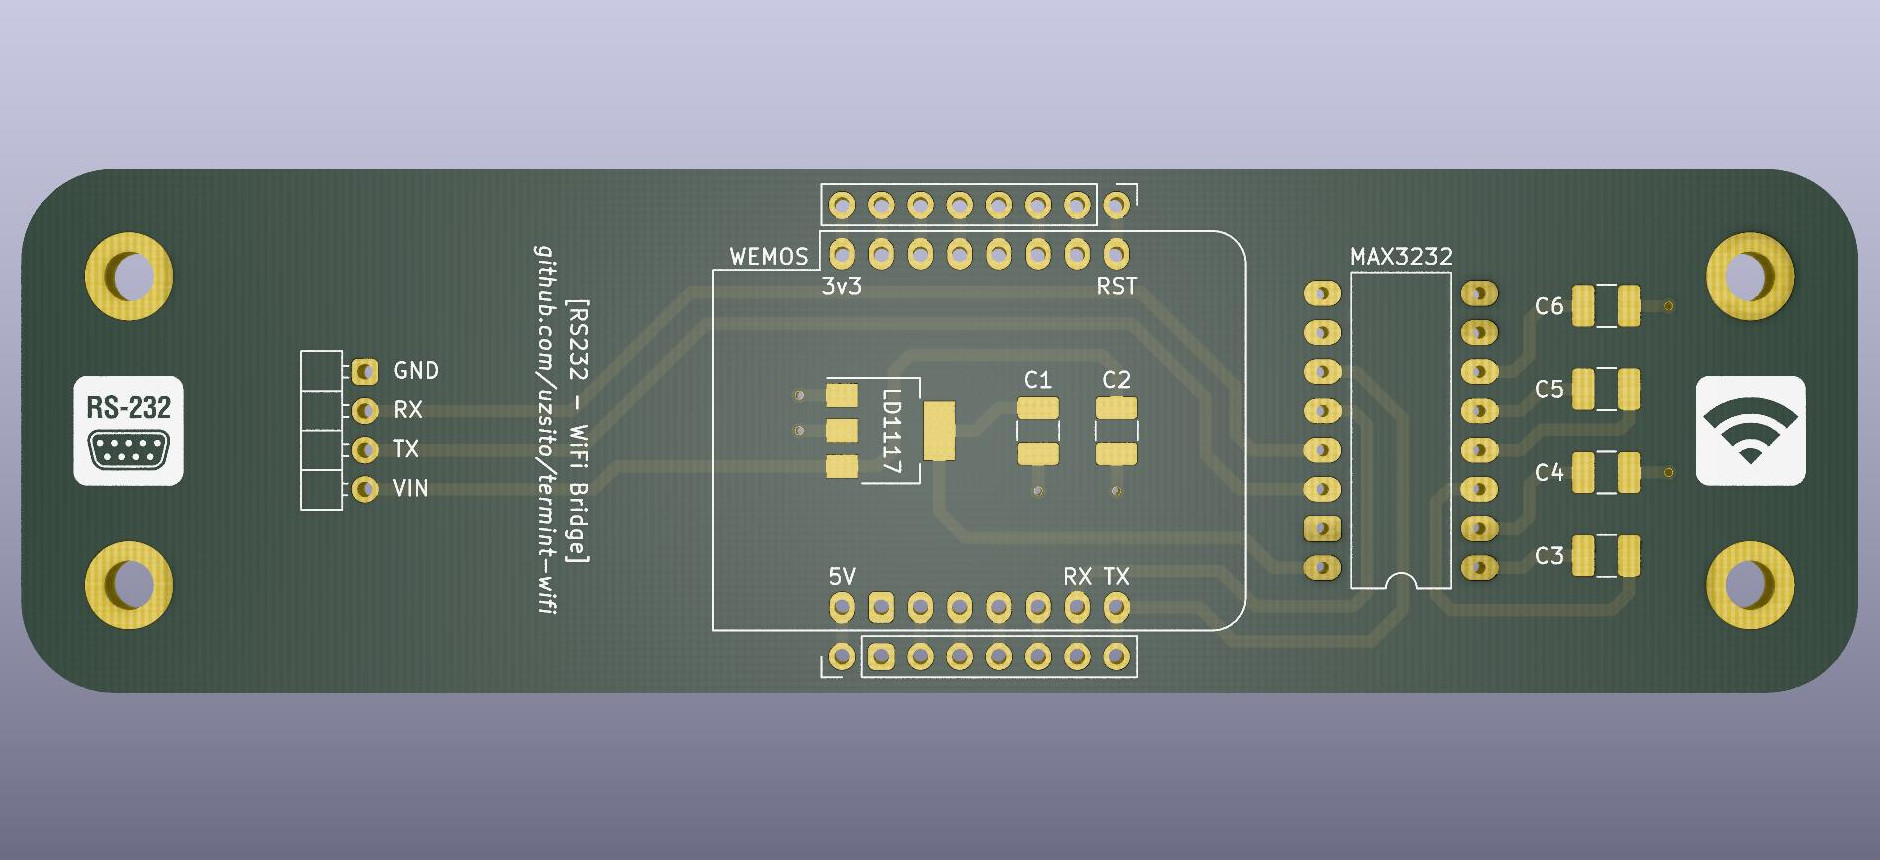 RS-232
GND
RX
TX
VIN
[RS232 - WiFi Bridge]
github.com/uzsito/termint-wifi
WEMOS
3v3
RST
LD1117
C1
C2
5V
RX
TX
MAX3232
C6
C5
C4
C3